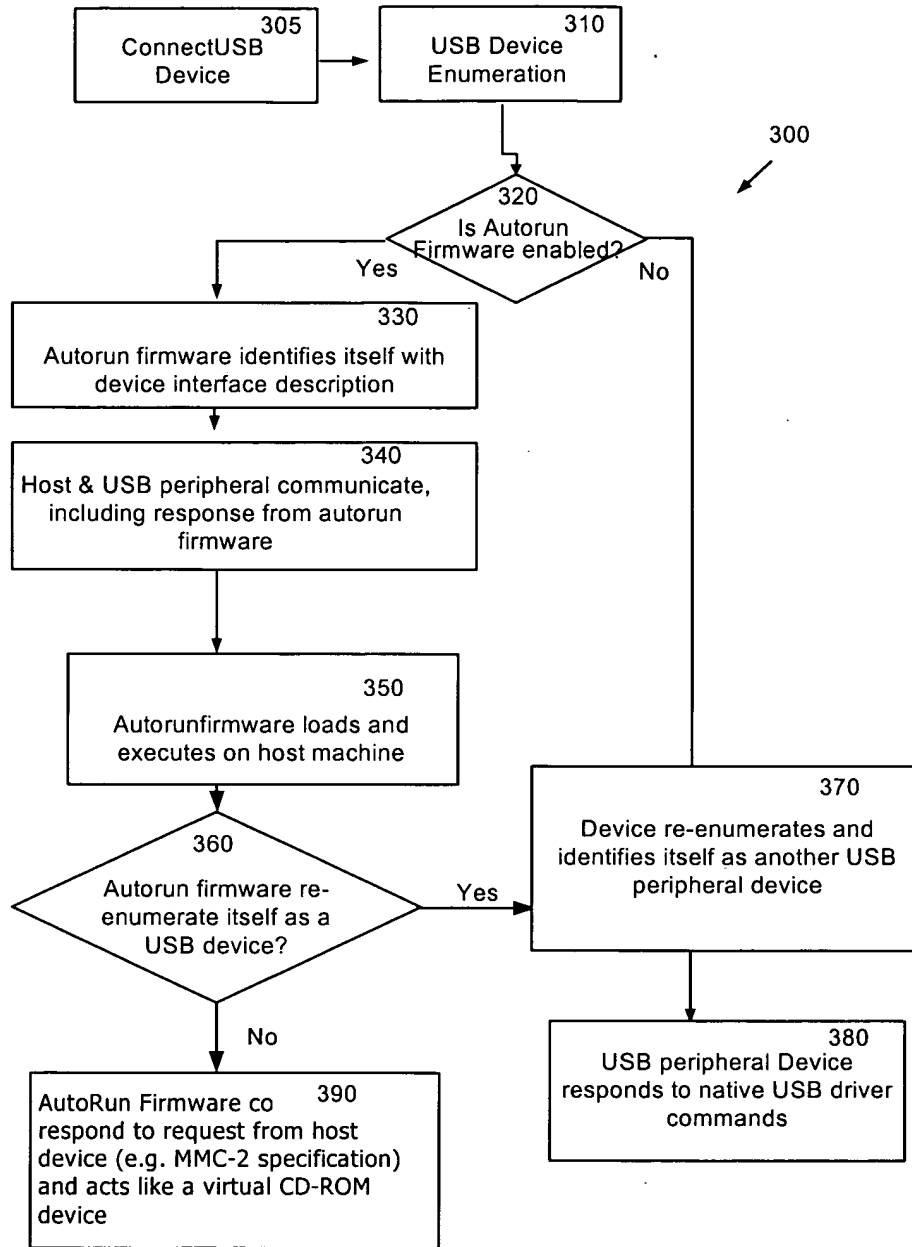 305
ConnectUSB
Device
310
USB Device
Enumeration
300
320
Is Autorun
Firmware enabled?
Yes
No
330
Autorun firmware identifies itself with
device interface description
340
Host & USB peripheral communicate,
including response from autorun
firmware
350
Autorunfirmware loads and
executes on host machine
360
Autorun firmware re-
enumerate itself as a
USB device?
Yes
No
370
Device re-enumerates and
identifies itself as another USB
peripheral device
380
USB peripheral Device
responds to native USB driver
commands
390
AutoRun Firmware co
respond to request from host
device (e.g. MMC-2 specification)
and acts like a virtual CD-ROM
device